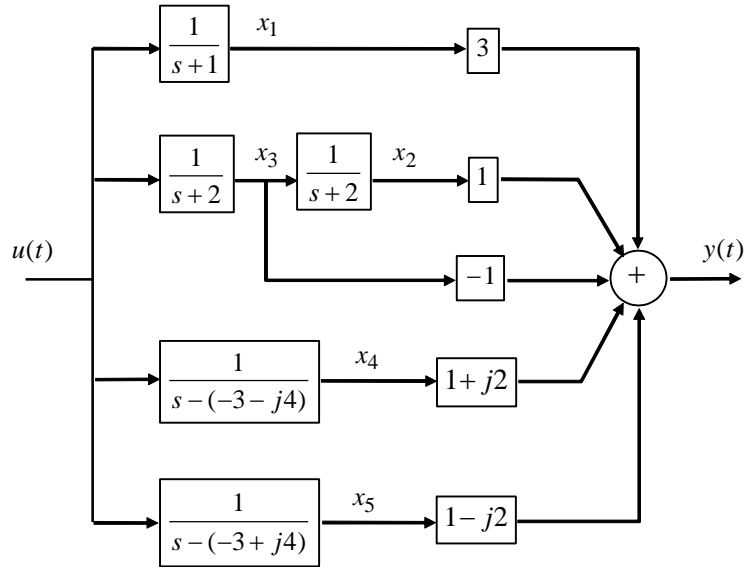 x₁
1
s+1
3
1
s+2
x₃
1
s+2
x₂
1
u(t)
−1
+
y(t)
1
s−(−3−j4)
x₄
1+j2
1
s−(−3+j4)
x₅
1−j2